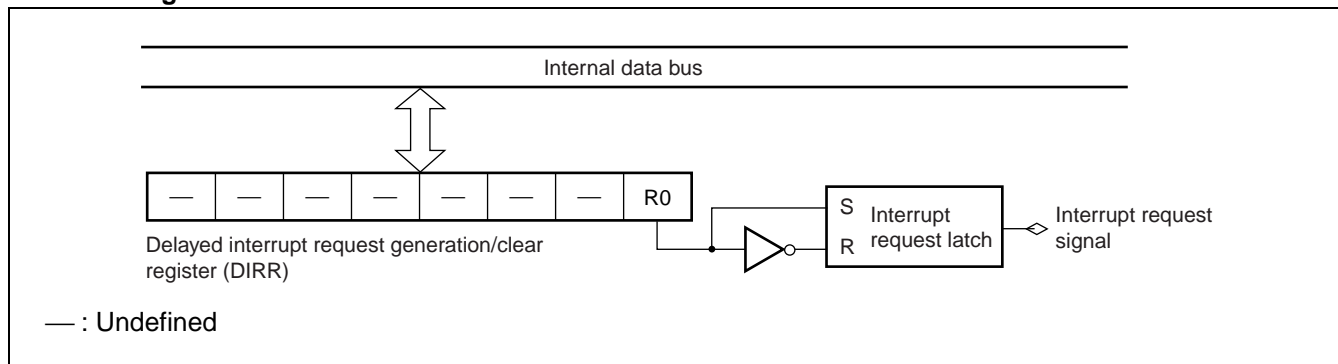 Internal data bus
— — — — — — — R0
Delayed interrupt request generation/clear
register (DIRR)
S
R
Interrupt
request latch
Interrupt request
signal
— : Undefined